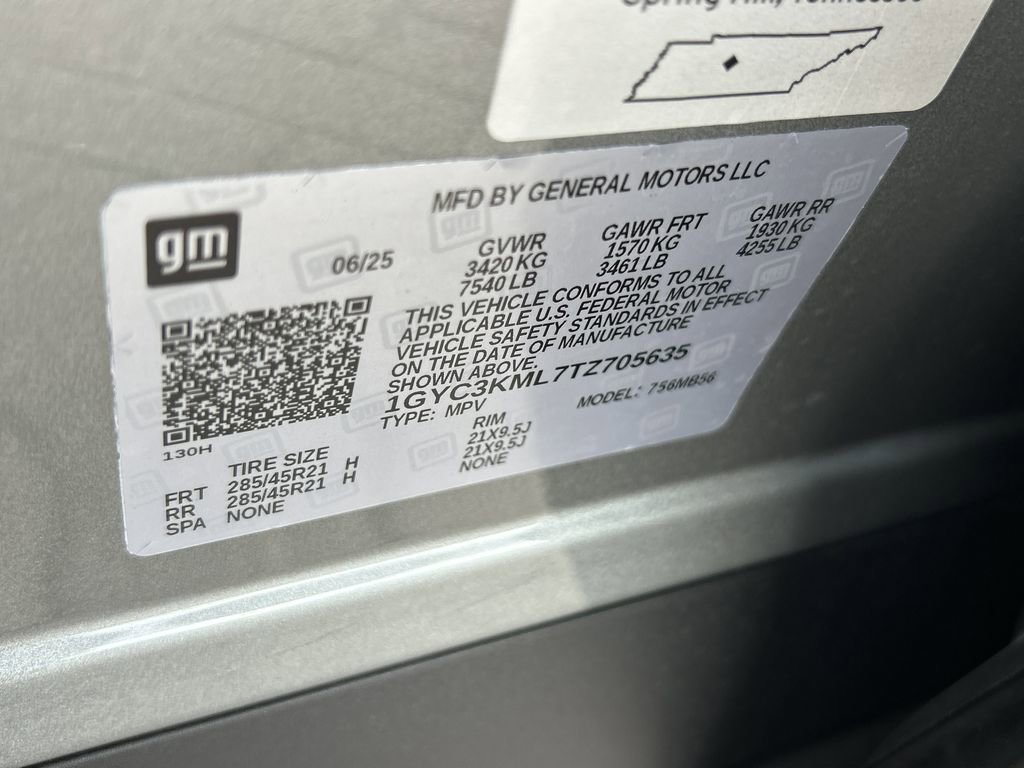 Spring Hill, Tennessee
MFD BY GENERAL MOTORS LLC
gm
06/25
GVWR
3420 KG
7540 LB
GAWR FRT
1570 KG
3461 LB
GAWR RR
1930 KG
4255 LB
THIS VEHICLE CONFORMS TO ALL
APPLICABLE U.S. FEDERAL MOTOR
VEHICLE SAFETY STANDARDS IN EFFECT
ON THE DATE OF MANUFACTURE
SHOWN ABOVE.
1GYC3KML7TZ705635
TYPE: MPV
MODEL: 756MB56
130H
TIRE SIZE RIM
FRT 285/45R21 H 21X9.5J
RR 285/45R21 H 21X9.5J
SPA NONE NONE